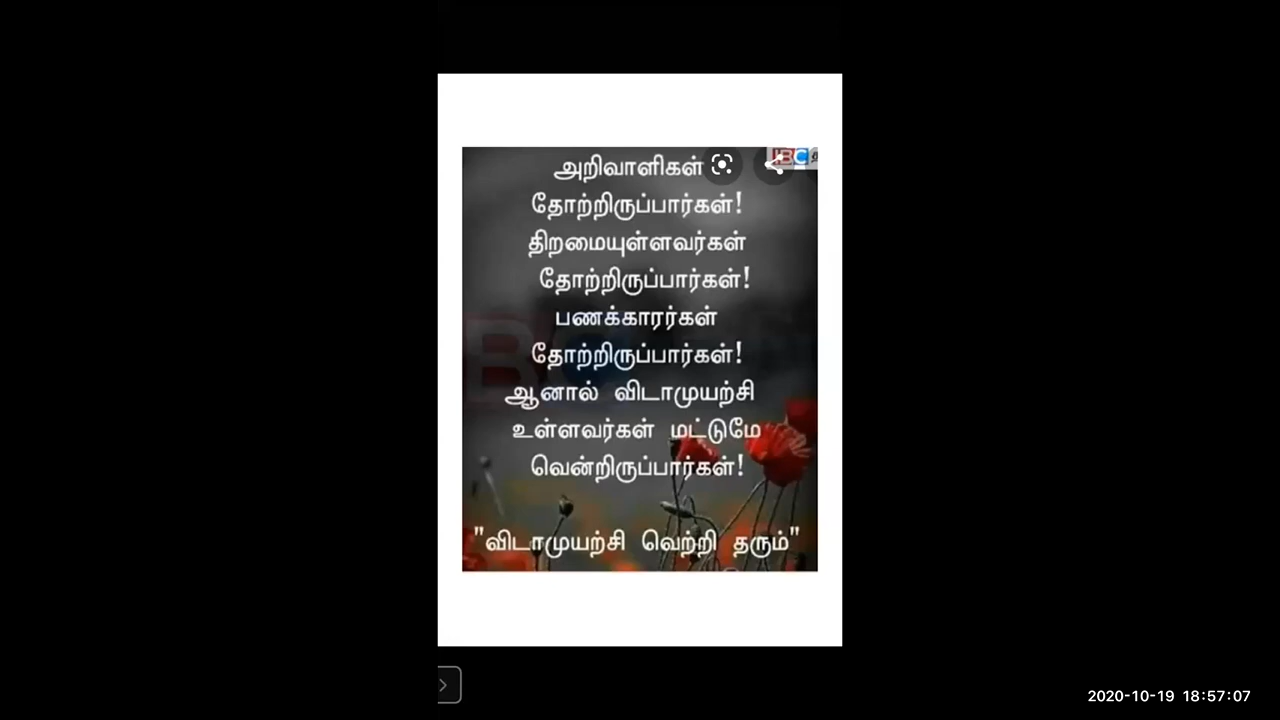 IBC
அறிவாளிகள்
தோற்றிருப்பார்கள்!
திறமையுள்ளவர்கள்
தோற்றிருப்பார்கள்!
பணக்காரர்கள்
தோற்றிருப்பார்கள்!
ஆனால் விடாமுயற்சி
உள்ளவர்கள் மட்டுமே
வென்றிருப்பார்கள்!
"விடாமுயற்சி வெற்றி தரும்"
2020-10-19 18:57:07